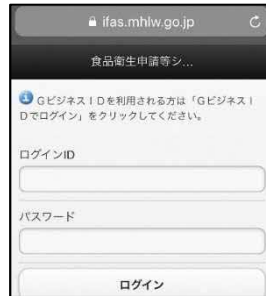 ifas.mhlw.go.jp
食品衛生申請等シ...
GビジネスIDを利用される方は「GビジネスI
Dでログイン」をクリックしてください。
ログインID
パスワード
ログイン